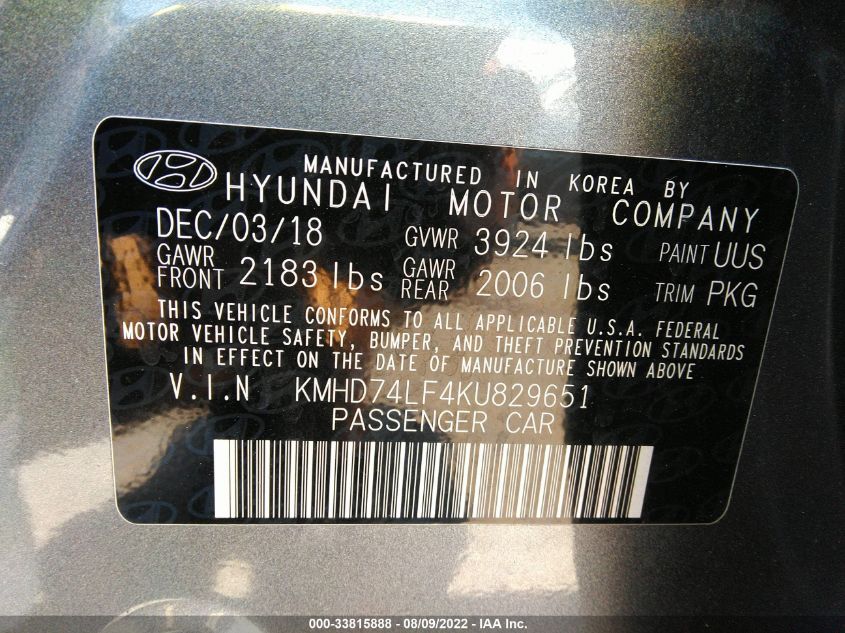 MANUFACTURED IN KOREA BY
HYUNDAI MOTOR COMPANY
DEC/03/18 GVWR 3924 lbs PAINT UUS
GAWR FRONT 2183 lbs GAWR REAR 2006 lbs TRIM PKG
THIS VEHICLE CONFORMS TO ALL APPLICABLE U.S.A. FEDERAL
MOTOR VEHICLE SAFETY, BUMPER, AND THEFT PREVENTION STANDARDS
IN EFFECT ON THE DATE OF MANUFACTURE SHOWN ABOVE
V.I.N KMHD74LF4KU829651
PASSENGER CAR
000-33815888 - 08/09/2022 - IAA Inc.